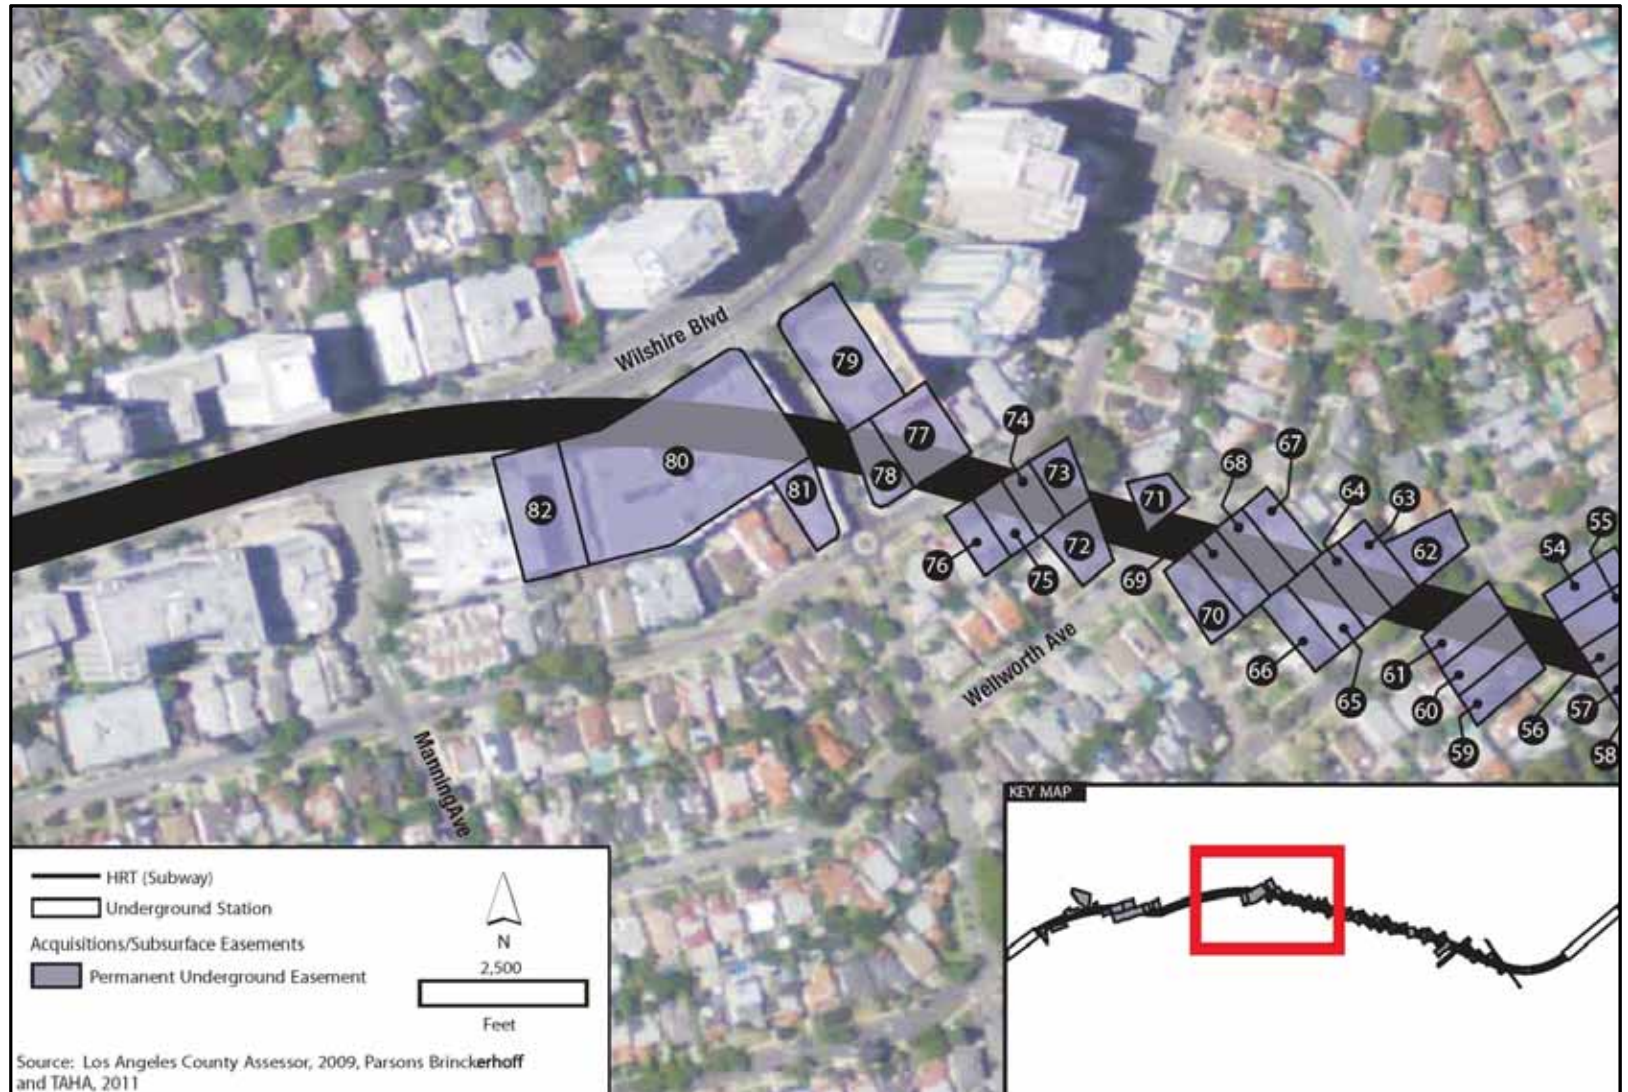 Wilshire Blvd
79
74
77
73
67
68
80
78
71
64
63
82
81
55
62
54
76
75
72
69
70
Wellworth Ave
66
65
61
60
59
56
57
58
ManningAve
KEY MAP
HRT (Subway)
Underground Station
Acquisitions/Subsurface Easements
Permanent Underground Easement
N
2,500
Feet
Source: Los Angeles County Assessor, 2009, Parsons Brinckerhoff
and TAHA, 2011